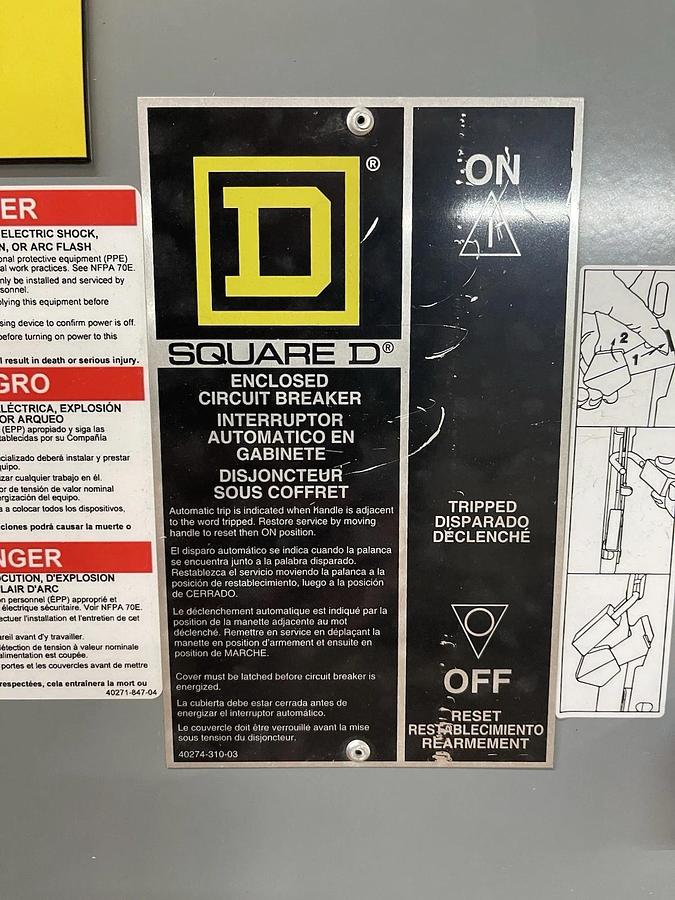 ER
ELECTRIC SHOCK,
N, OR ARC FLASH
onal protective equipment (PPE)
al work practices. See NFPA 70E.
nly be installed and serviced by
sonnel.
plying this equipment before
sing device to confirm power is off.
before turning on power to this
l result in death or serious injury.
GRO
LÉCTRICA, EXPLOSIÓN
OR ARQUEO
(EPP) apropiado y siga las
tablecidas por su Compañía
cializado deberá instalar y prestar
quipo.
zar cualquier trabajo en él.
or de tensión de valor nominal
ergización del equipo.
a a colocar todos los dispositivos,
ciones podrá causar la muerte o
NGER
OCUTION, D'EXPLOSION
LAIR D'ARC
on personnel (ÉPP) approprié et
électrique sécuritaire. Voir NFPA 70E.
ectuer l'installation et l'entretien de cet
areil avant d'y travailler.
détection de tension à valeur nominale
alimentation est coupée.
portes et les couvercles avant de mettre
respectées, cela entraînera la mort ou
40271-847-04
D®
SQUARE D®
ENCLOSED
CIRCUIT BREAKER
INTERRUPTOR
AUTOMATICO EN
GABINETE
DISJONCTEUR
SOUS COFFRET
Automatic trip is indicated when handle is adjacent
to the word tripped. Restore service by moving
handle to reset then ON position.
El disparo automático se indica cuando la palanca
se encuentra junto a la palabra disparado.
Restablezca el servicio moviendo la palanca a la
posición de restablecimiento, luego a la posición
de CERRADO.
Le déclenchement automatique est indiqué par la
position de la manette adjacente au mot
déclenché. Remettre en service en déplaçant la
manette en position d'armement et ensuite en
position de MARCHE.
Cover must be latched before circuit breaker is
energized.
La cubierta debe estar cerrada antes de
energizar el interruptor automático.
Le couvercle doit être verrouillé avant la mise
sous tension du disjoncteur.
40274-310-03
ON
I
TRIPPED
DISPARADO
DÉCLENCHÉ
O
OFF
RESET
RESTABLECIMIENTO
RÉARMEMENT
2
1